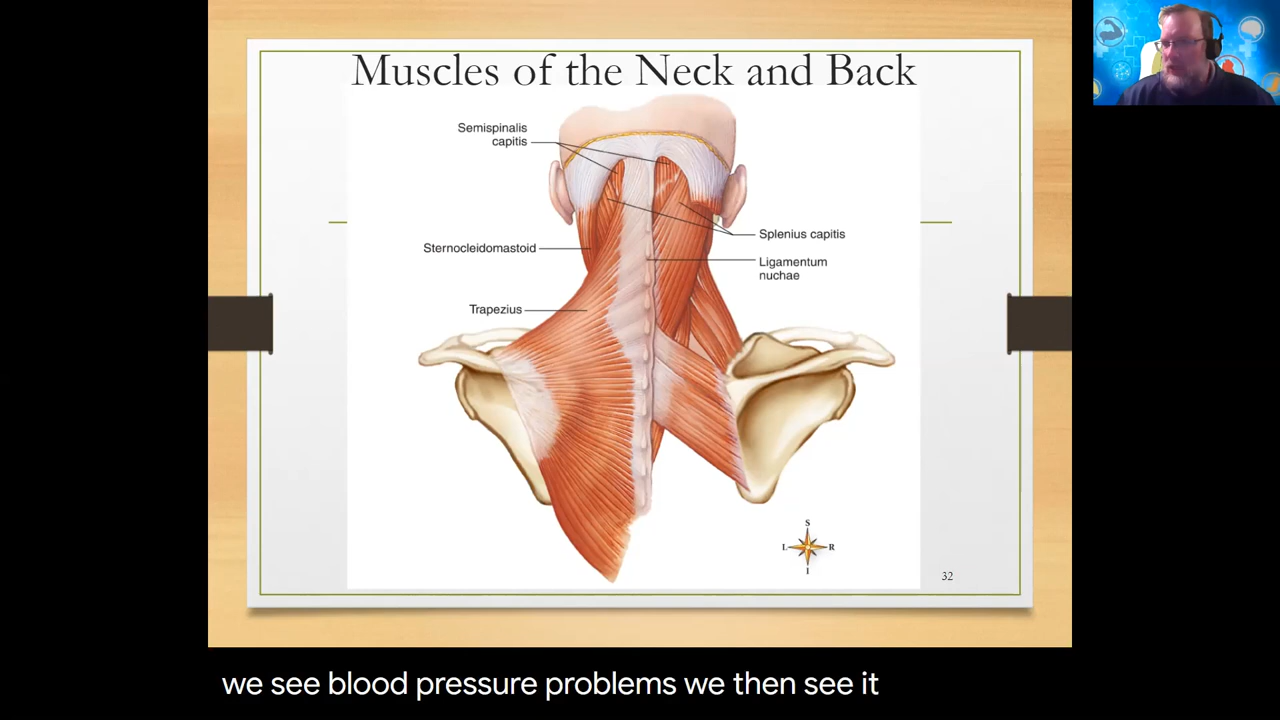 Muscles of the Neck and Back
Semispinalis
capitis
Splenius capitis
Sternocleidomastoid
Ligamentum
nuchae
Trapezius
S
L R
I
32
we see blood pressure problems we then see it